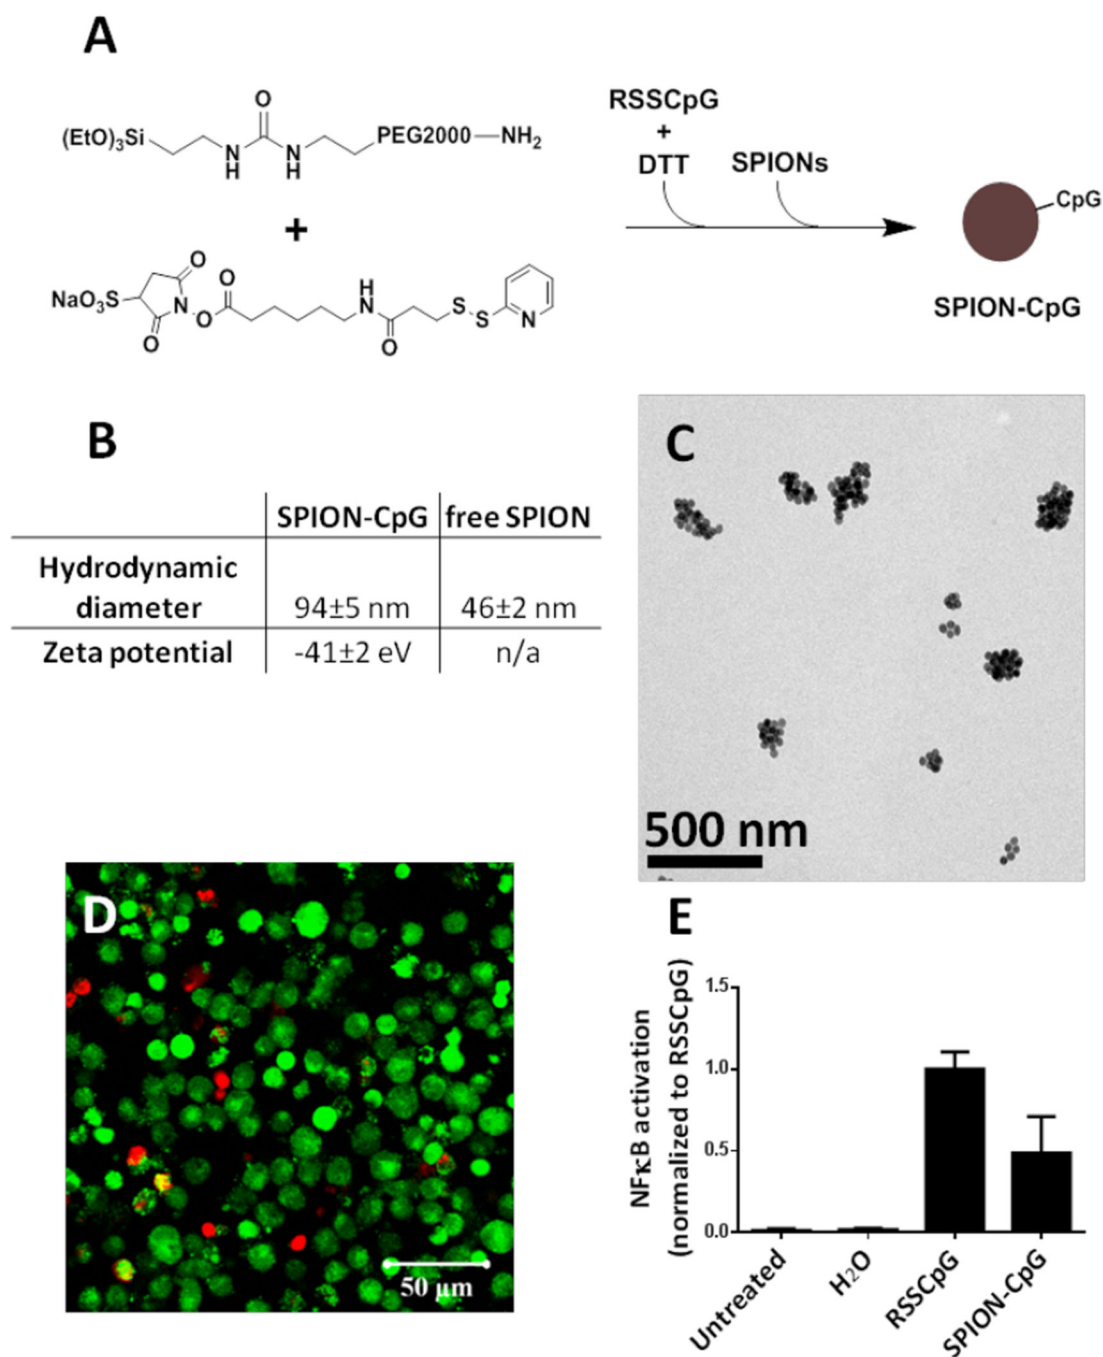 A
(EtO)₃Si
O
N
H
N
H
PEG2000—NH₂
+
NaO₃S
O
N
O
O
O
H
N
O
S
S
N
RSSCpG
+
DTT
SPIONs
CpG
SPION-CpG
B
SPION-CpG free SPION
Hydrodynamic
diameter 94±5 nm 46±2 nm
Zeta potential -41±2 eV n/a
C
500 nm
D
50 µm
E
NFκB activation
(normalized to RSSCpG)
1.5
1.0
0.5
0.0
Untreated
H₂O
RSSCpG
SPION-CpG